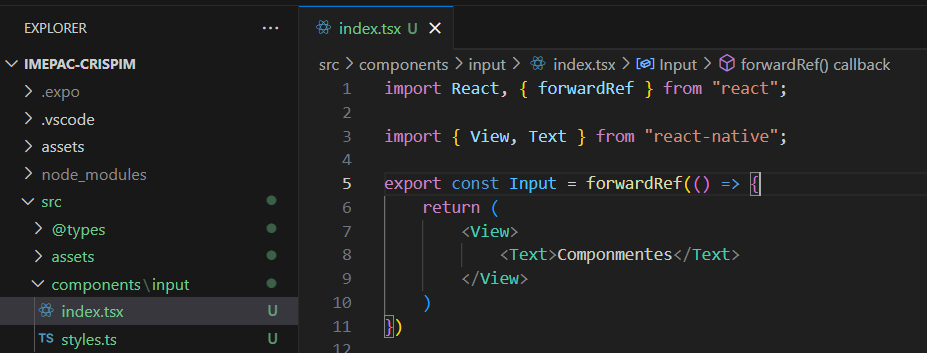 EXPLORER ...
IMEPAC-CRISPIM
.expo
.vscode
assets
node_modules
src
@types
assets
components\input
index.tsx U
TS styles.ts U
index.tsx U
src > components > input > index.tsx > Input > forwardRef() callback
1 import React, { forwardRef } from "react";
2
3 import { View, Text } from "react-native";
4
5 export const Input = forwardRef(() => {
6 return (
7 <View>
8 <Text>Componmentes</Text>
9 </View>
10 )
11 })
12